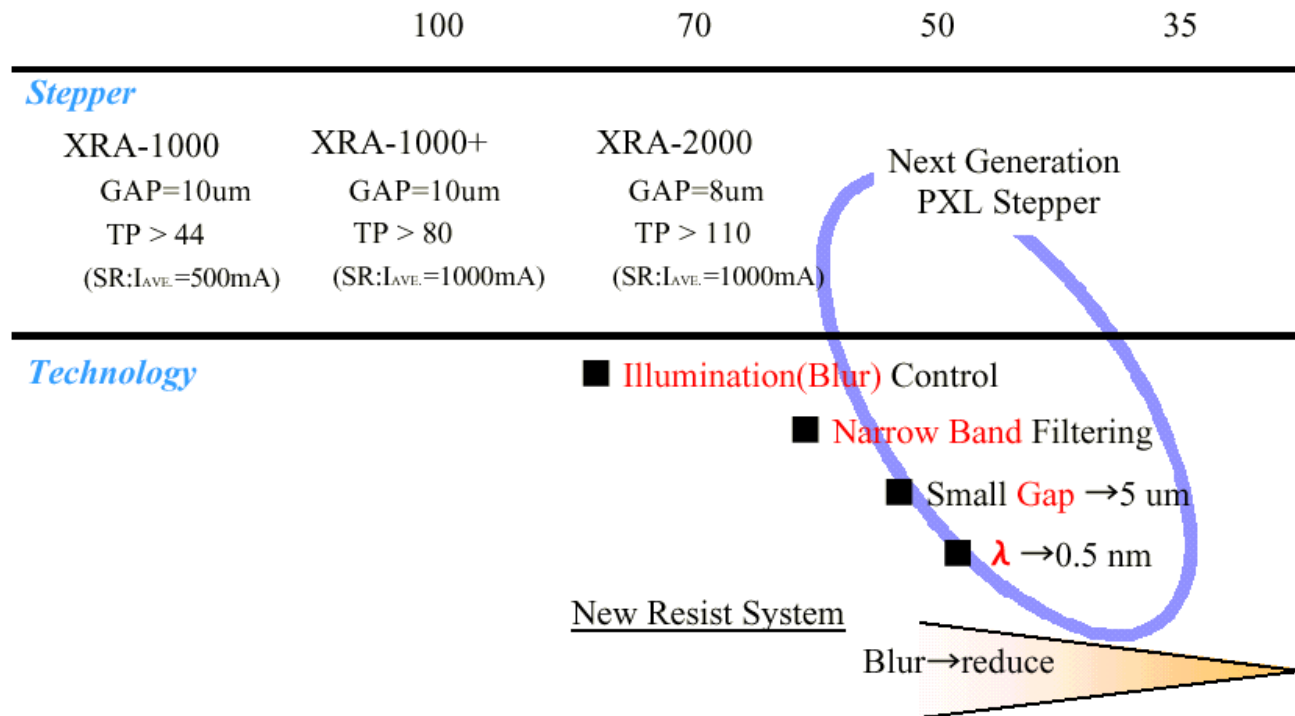 100 70 50 35
Stepper
XRA-1000 XRA-1000+ XRA-2000
GAP=10um GAP=10um GAP=8um
TP > 44 TP > 80 TP > 110
(SR:IAVE.=500mA) (SR:IAVE.=1000mA) (SR:IAVE.=1000mA)
Next Generation
PXL Stepper
Technology
Illumination(Blur) Control
Narrow Band Filtering
Small Gap →5 um
λ →0.5 nm
New Resist System
Blur→reduce